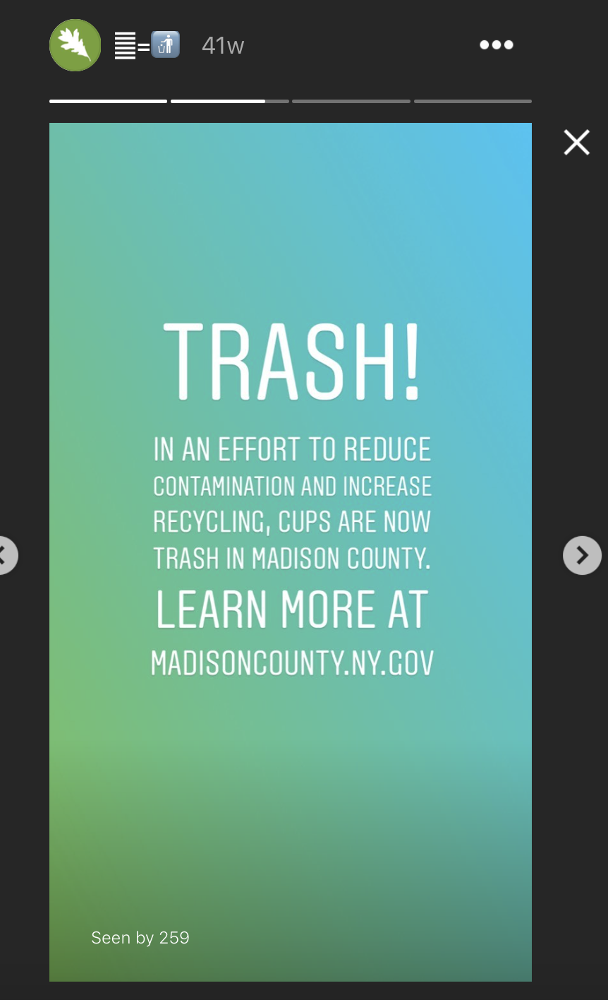 𝄚=🚮 41w
TRASH!
IN AN EFFORT TO REDUCE
CONTAMINATION AND INCREASE
RECYCLING, CUPS ARE NOW
TRASH IN MADISON COUNTY.
LEARN MORE AT
MADISONCOUNTY.NY.GOV
Seen by 259